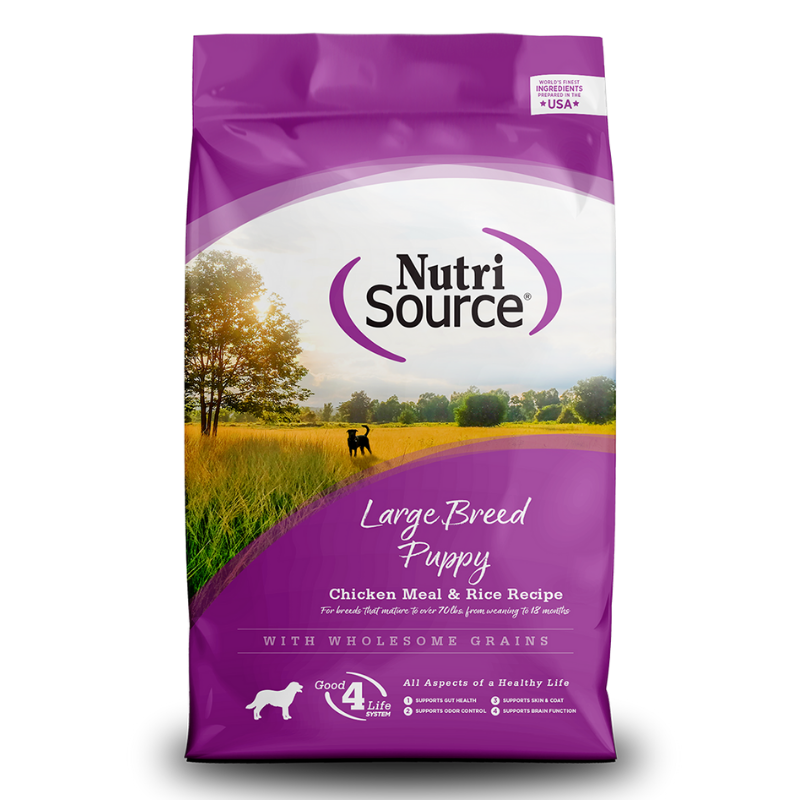 WORLD'S FINEST
INGREDIENTS
PREPARED IN THE
★USA★
Nutri
Source®
Large Breed
Puppy
Chicken Meal & Rice Recipe
For breeds that mature to over 70lbs, from weaning to 18 months
WITH WHOLESOME GRAINS
Good 4 Life
SYSTEM
All Aspects of a Healthy Life
1 SUPPORTS GUT HEALTH
2 SUPPORTS ODOR CONTROL
3 SUPPORTS SKIN & COAT
4 SUPPORTS BRAIN FUNCTION